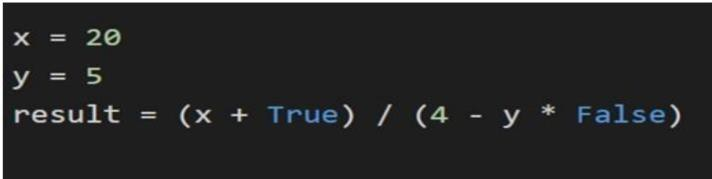 x = 20
y = 5
result = (x + True) / (4 - y * False)